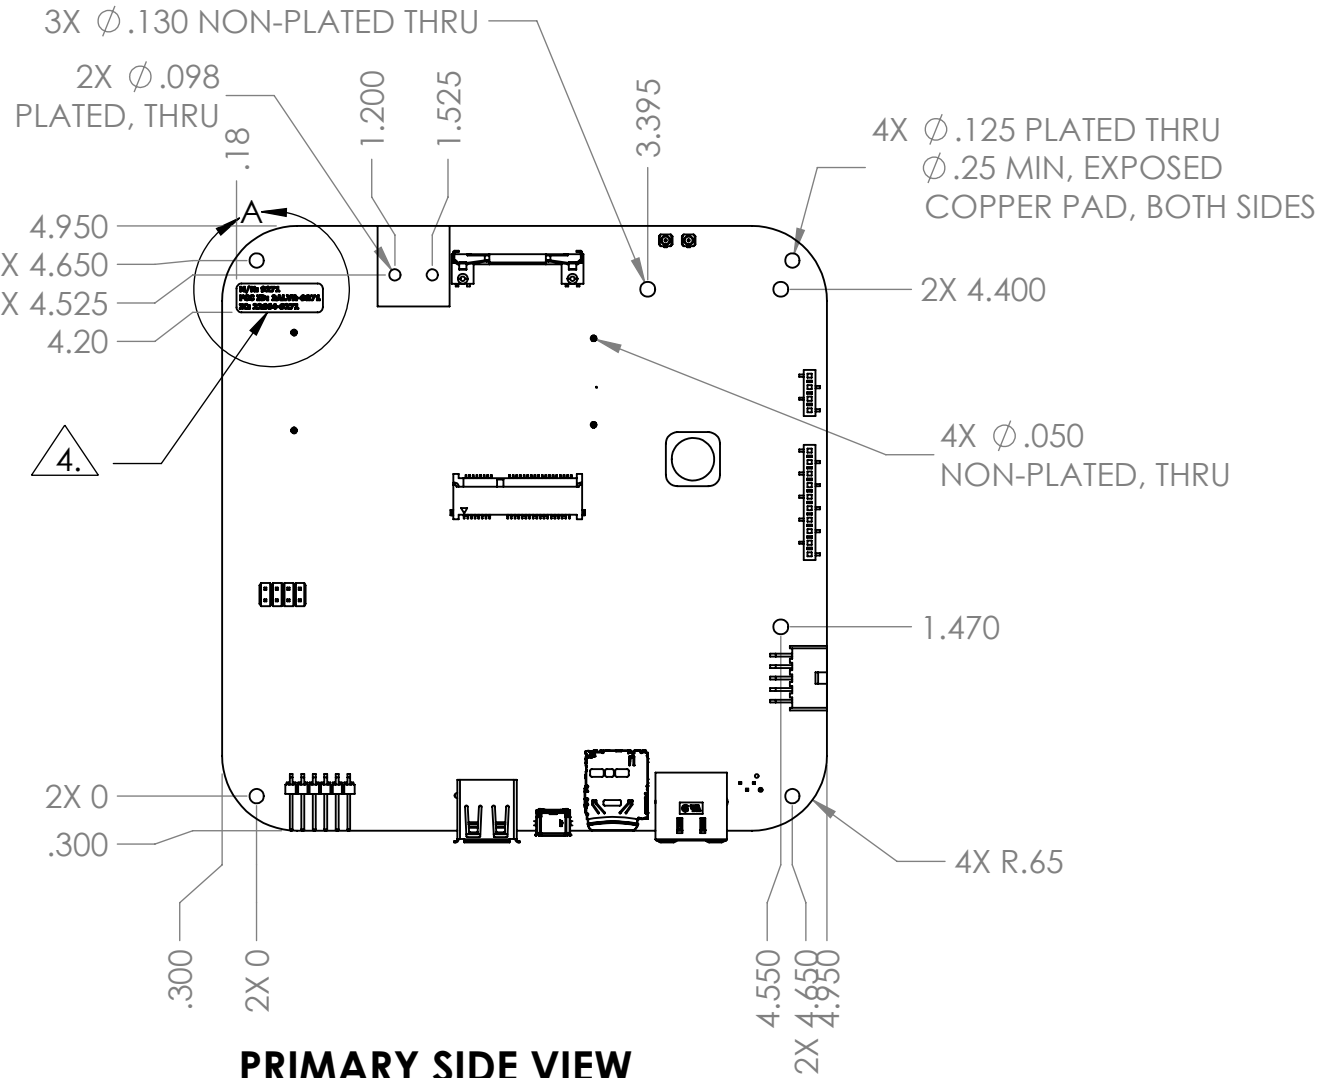 3X ∅ .130 NON-PLATED THRU
2X ∅ .098
PLATED, THRU
.18
1.200
1.525
3.395
4X ∅ .125 PLATED THRU
∅ .25 MIN, EXPOSED
COPPER PAD, BOTH SIDES
A
4.950
X 4.650
X 4.525
4.20
2X 4.400
4.
4X ∅ .050
NON-PLATED, THRU
1.470
2X 0
.300
4X R.65
.300
2X 0
4.550
2X 4.650
4.950
PRIMARY SIDE VIEW